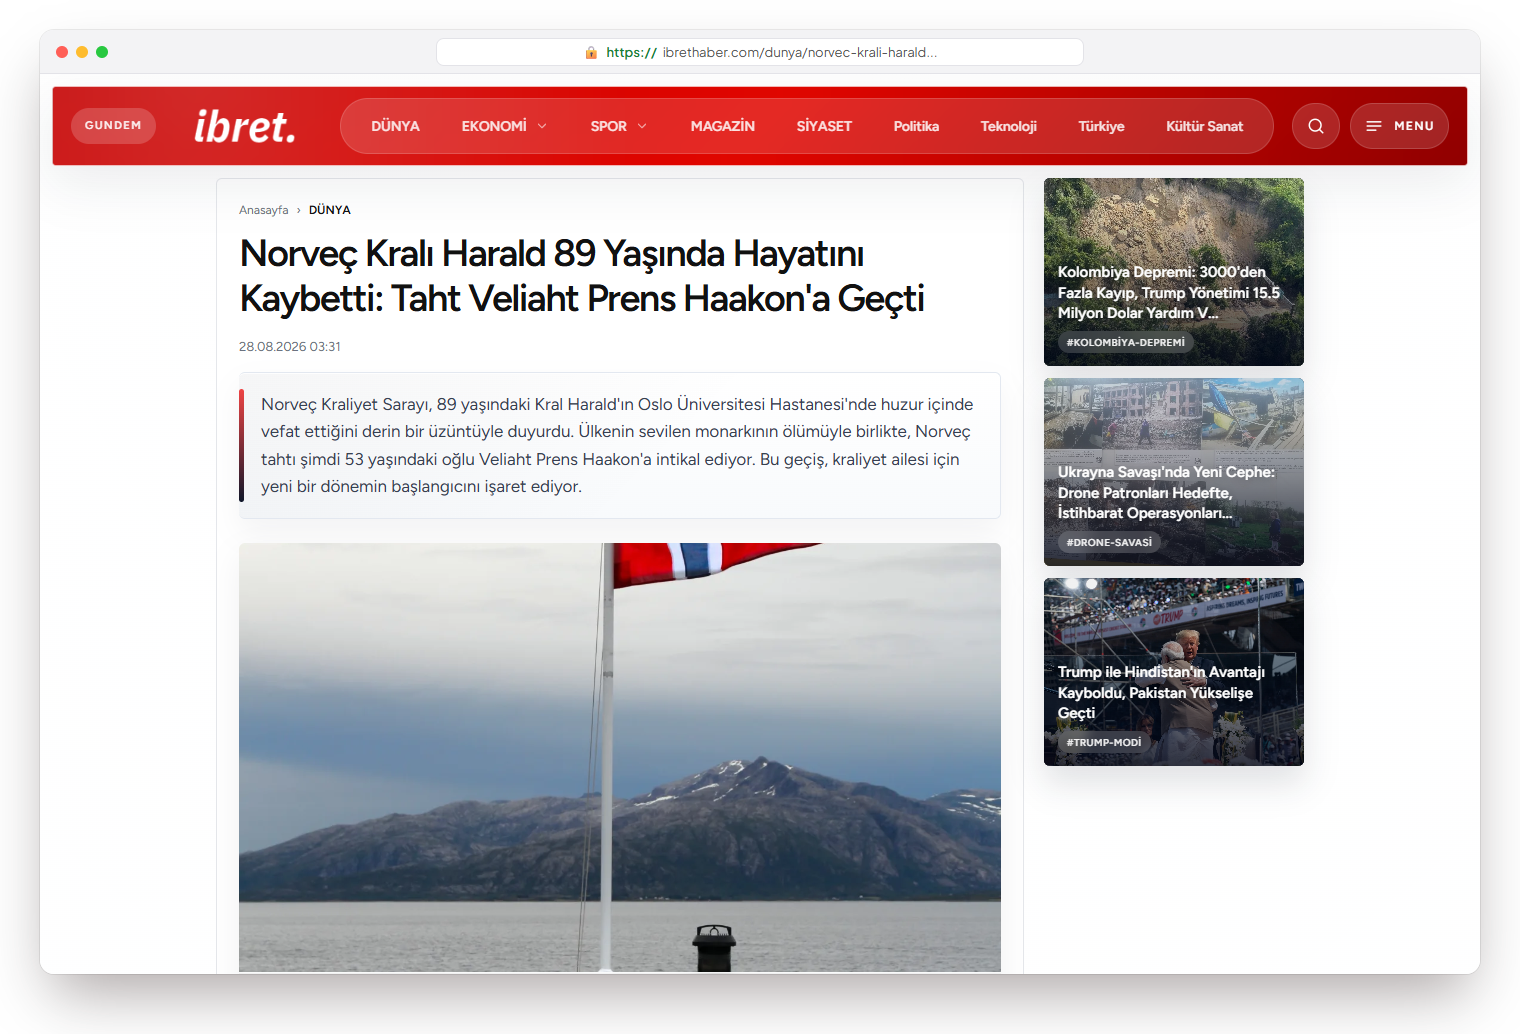 https:// ibrethaber.com/dunya/norvec-krali-harald...
GUNDEM
ibret.
DÜNYA
EKONOMİ
SPOR
MAGAZİN
SİYASET
Politika
Teknoloji
Türkiye
Kültür Sanat
MENU
Anasayfa › DÜNYA
Norveç Kralı Harald 89 Yaşında Hayatını
Kaybetti: Taht Veliaht Prens Haakon'a Geçti
28.08.2026 03:31
Norveç Kraliyet Sarayı, 89 yaşındaki Kral Harald'ın Oslo Üniversitesi Hastanesi'nde huzur içinde
vefat ettiğini derin bir üzüntüyle duyurdu. Ülkenin sevilen monarkının ölümüyle birlikte, Norveç
tahtı şimdi 53 yaşındaki oğlu Veliaht Prens Haakon'a intikal ediyor. Bu geçiş, kraliyet ailesi için
yeni bir dönemin başlangıcını işaret ediyor.
Kolombiya Depremi: 3000'den
Fazla Kayıp, Trump Yönetimi 15.5
Milyon Dolar Yardım V...
#KOLOMBİYA-DEPREMİ
Ukrayna Savaşı'nda Yeni Cephe:
Drone Patronları Hedefte,
İstihbarat Operasyonları...
#DRONE-SAVASİ
TRUMP
Trump ile Hindistan'ın Avantajı
Kayboldu, Pakistan Yükselişe
Geçti
#TRUMP-MODİ